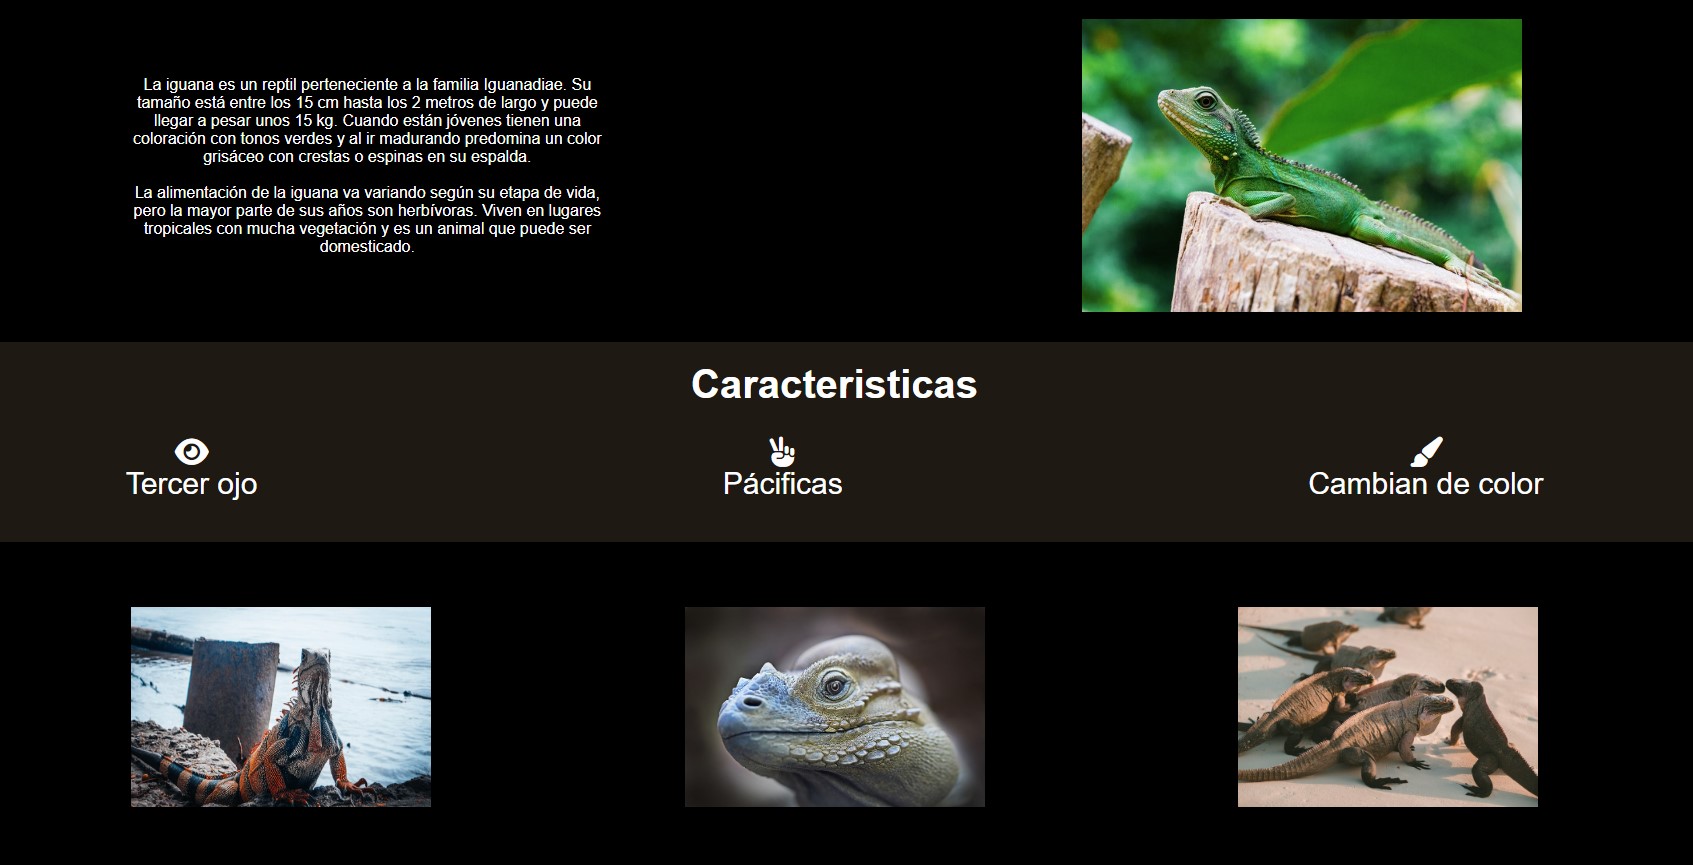 La iguana es un reptil perteneciente a la familia Iguanadiae. Su
tamaño está entre los 15 cm hasta los 2 metros de largo y puede
llegar a pesar unos 15 kg. Cuando están jóvenes tienen una
coloración con tonos verdes y al ir madurando predomina un color
grisáceo con crestas o espinas en su espalda.
La alimentación de la iguana va variando según su etapa de vida,
pero la mayor parte de sus años son herbívoras. Viven en lugares
tropicales con mucha vegetación y es un animal que puede ser
domesticado.
Caracteristicas
Tercer ojo
Pácificas
Cambian de color